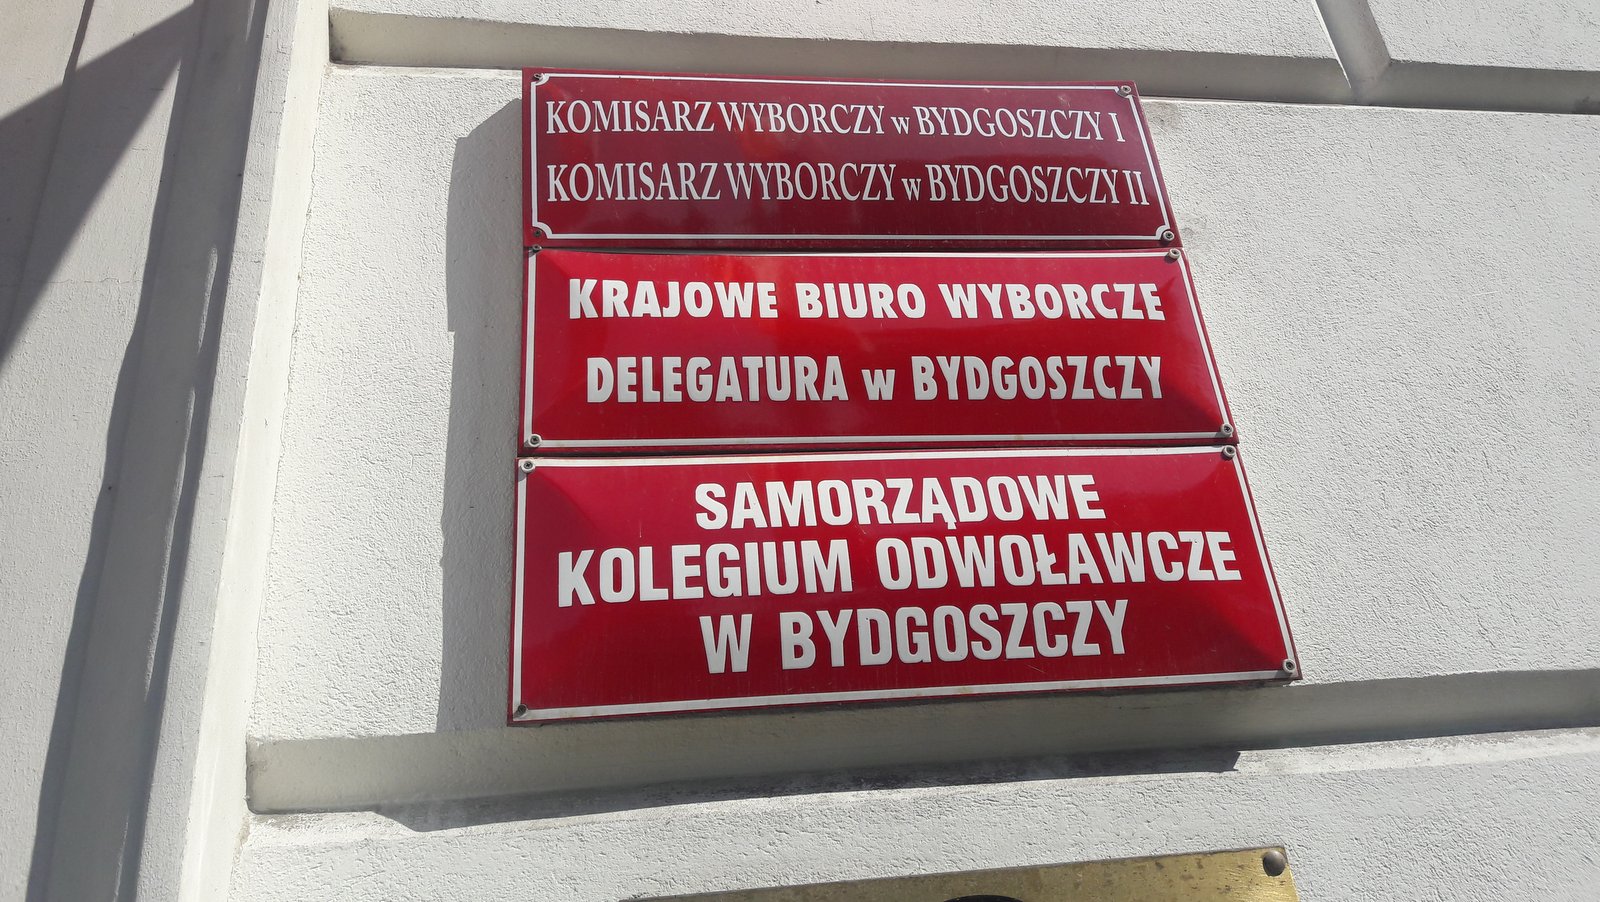 KOMISARZ WYBORCZY w BYDGOSZCZY I
KOMISARZ WYBORCZY w BYDGOSZCZY II
KRAJOWE BIURO WYBORCZE
DELEGATURA w BYDGOSZCZY
SAMORZĄDOWE
KOLEGIUM ODWOŁAWCZE
W BYDGOSZCZY